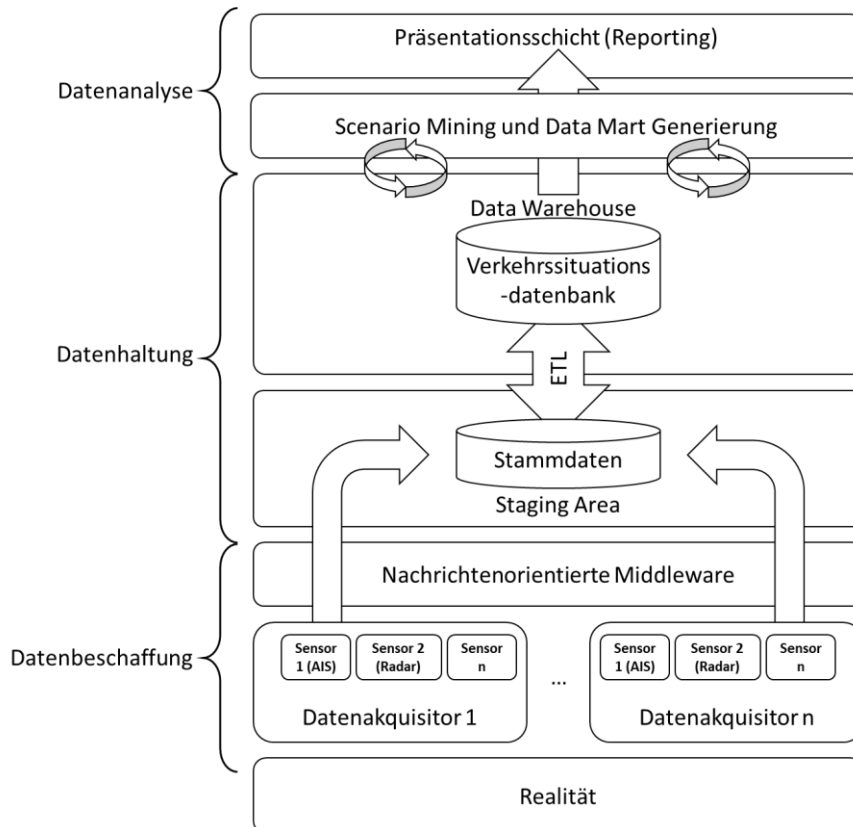 Präsentationsschicht (Reporting)
Datenanalyse
Scenario Mining und Data Mart Generierung
Data Warehouse
Verkehrssituations
-datenbank
Datenhaltung
ETL
Stammdaten
Staging Area
Nachrichtenorientierte Middleware
Datenbeschaffung
Sensor
1 (AIS)
Sensor 2
(Radar)
Sensor
n
Datenakquisitor 1
...
Sensor
1 (AIS)
Sensor 2
(Radar)
Sensor
n
Datenakquisitor n
Realität